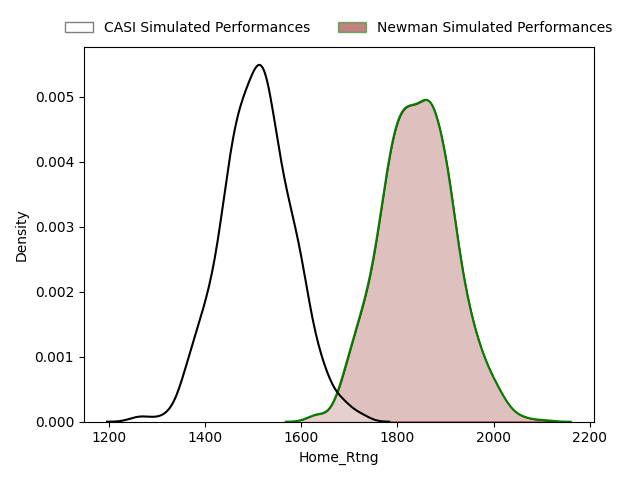 CASI Simulated Performances
Newman Simulated Performances
Density
0.005
0.004
0.003
0.002
0.001
0.000
1200 1400 1600 1800 2000 2200
Home_Rtng